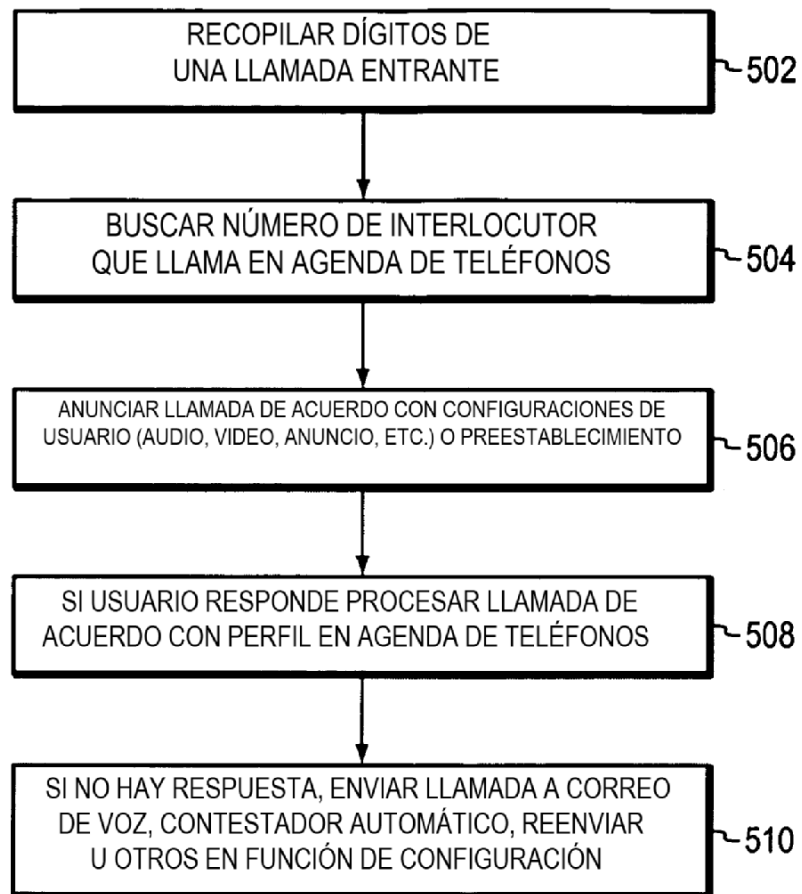 RECOPILAR DÍGITOS DE
UNA LLAMADA ENTRANTE
502
BUSCAR NÚMERO DE INTERLOCUTOR
QUE LLAMA EN AGENDA DE TELÉFONOS
504
ANUNCIAR LLAMADA DE ACUERDO CON CONFIGURACIONES DE
USUARIO (AUDIO, VIDEO, ANUNCIO, ETC.) O PREESTABLECIMIENTO
506
SI USUARIO RESPONDE PROCESAR LLAMADA DE
ACUERDO CON PERFIL EN AGENDA DE TELÉFONOS
508
SI NO HAY RESPUESTA, ENVIAR LLAMADA A CORREO
DE VOZ, CONTESTADOR AUTOMÁTICO, REENVIAR
U OTROS EN FUNCIÓN DE CONFIGURACIÓN
510